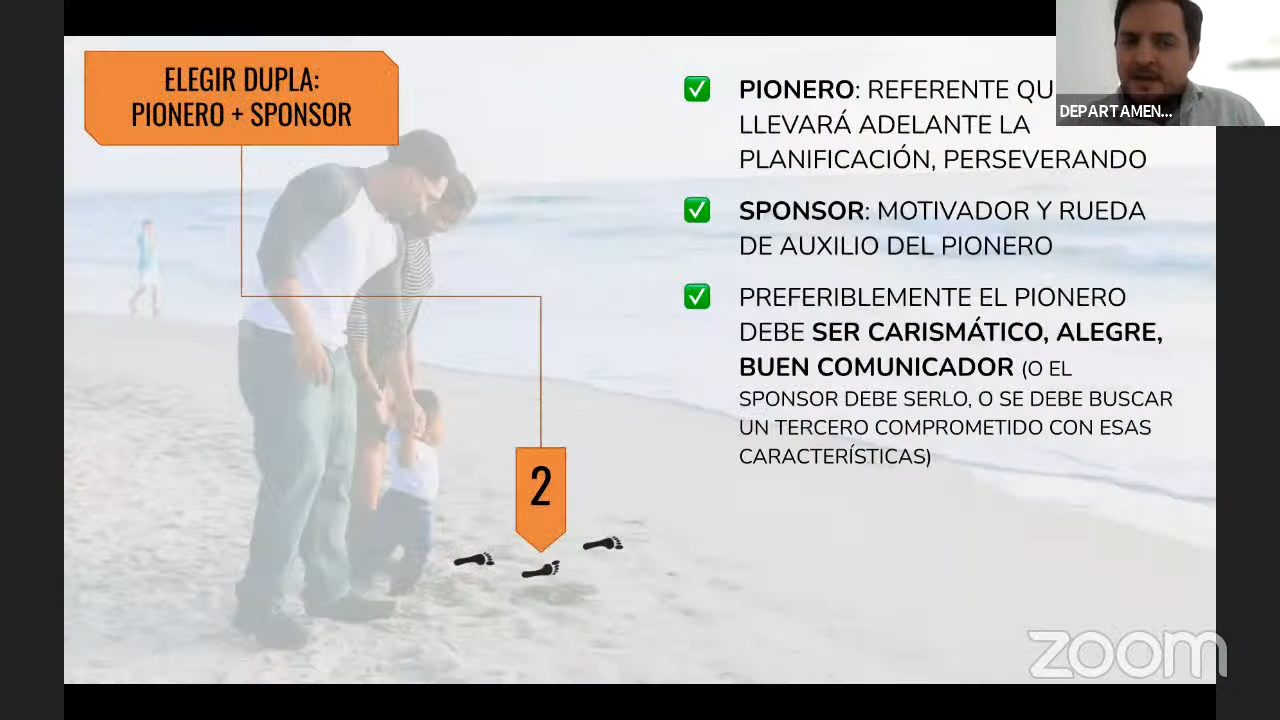 ELEGIR DUPLA:
PIONERO + SPONSOR
✅ PIONERO: REFERENTE QU
LLEVARÁ ADELANTE LA
PLANIFICACIÓN, PERSEVERANDO
✅ SPONSOR: MOTIVADOR Y RUEDA
DE AUXILIO DEL PIONERO
✅ PREFERIBLEMENTE EL PIONERO
DEBE SER CARISMÁTICO, ALEGRE,
BUEN COMUNICADOR (O EL
SPONSOR DEBE SERLO, O SE DEBE BUSCAR
UN TERCERO COMPROMETIDO CON ESAS
CARACTERÍSTICAS)
2
DEPARTAMEN...
zoom